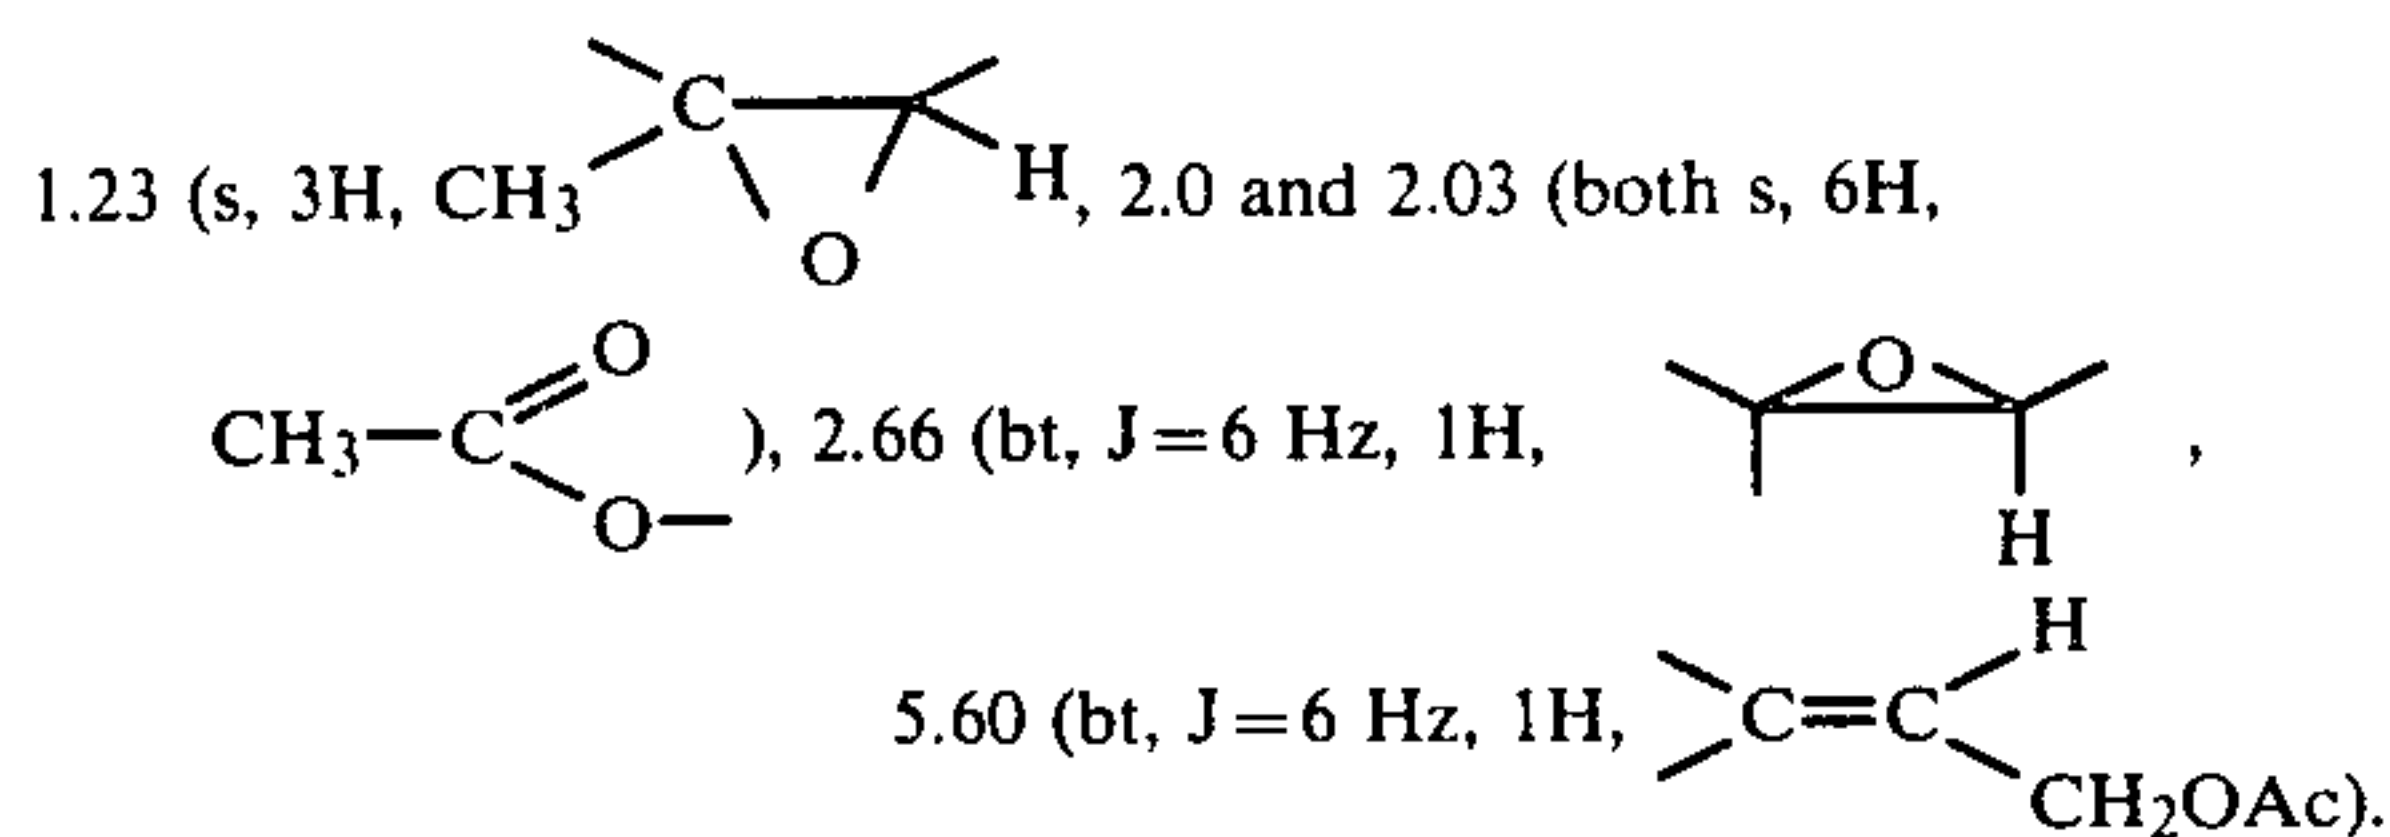 1.23 (s, 3H, CH3 C O H, 2.0 and 2.03 (both s, 6H,
CH3—C O O— ), 2.66 (bt, J=6 Hz, 1H, O H ,
5.60 (bt, J=6 Hz, 1H, C=C H CH2OAc).